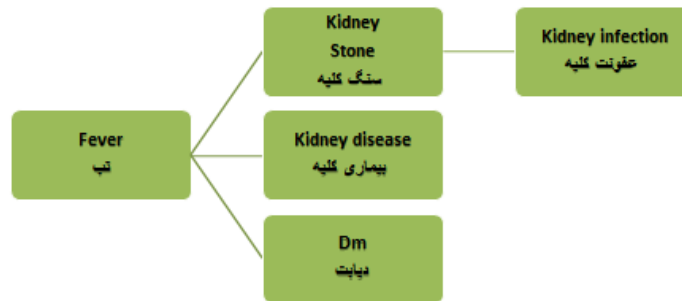 Kidney
Stone
سنگ کلیه
Kidney infection
عفونت کلیه
Fever
تب
Kidney disease
بیماری کلیه
Dm
دیابت